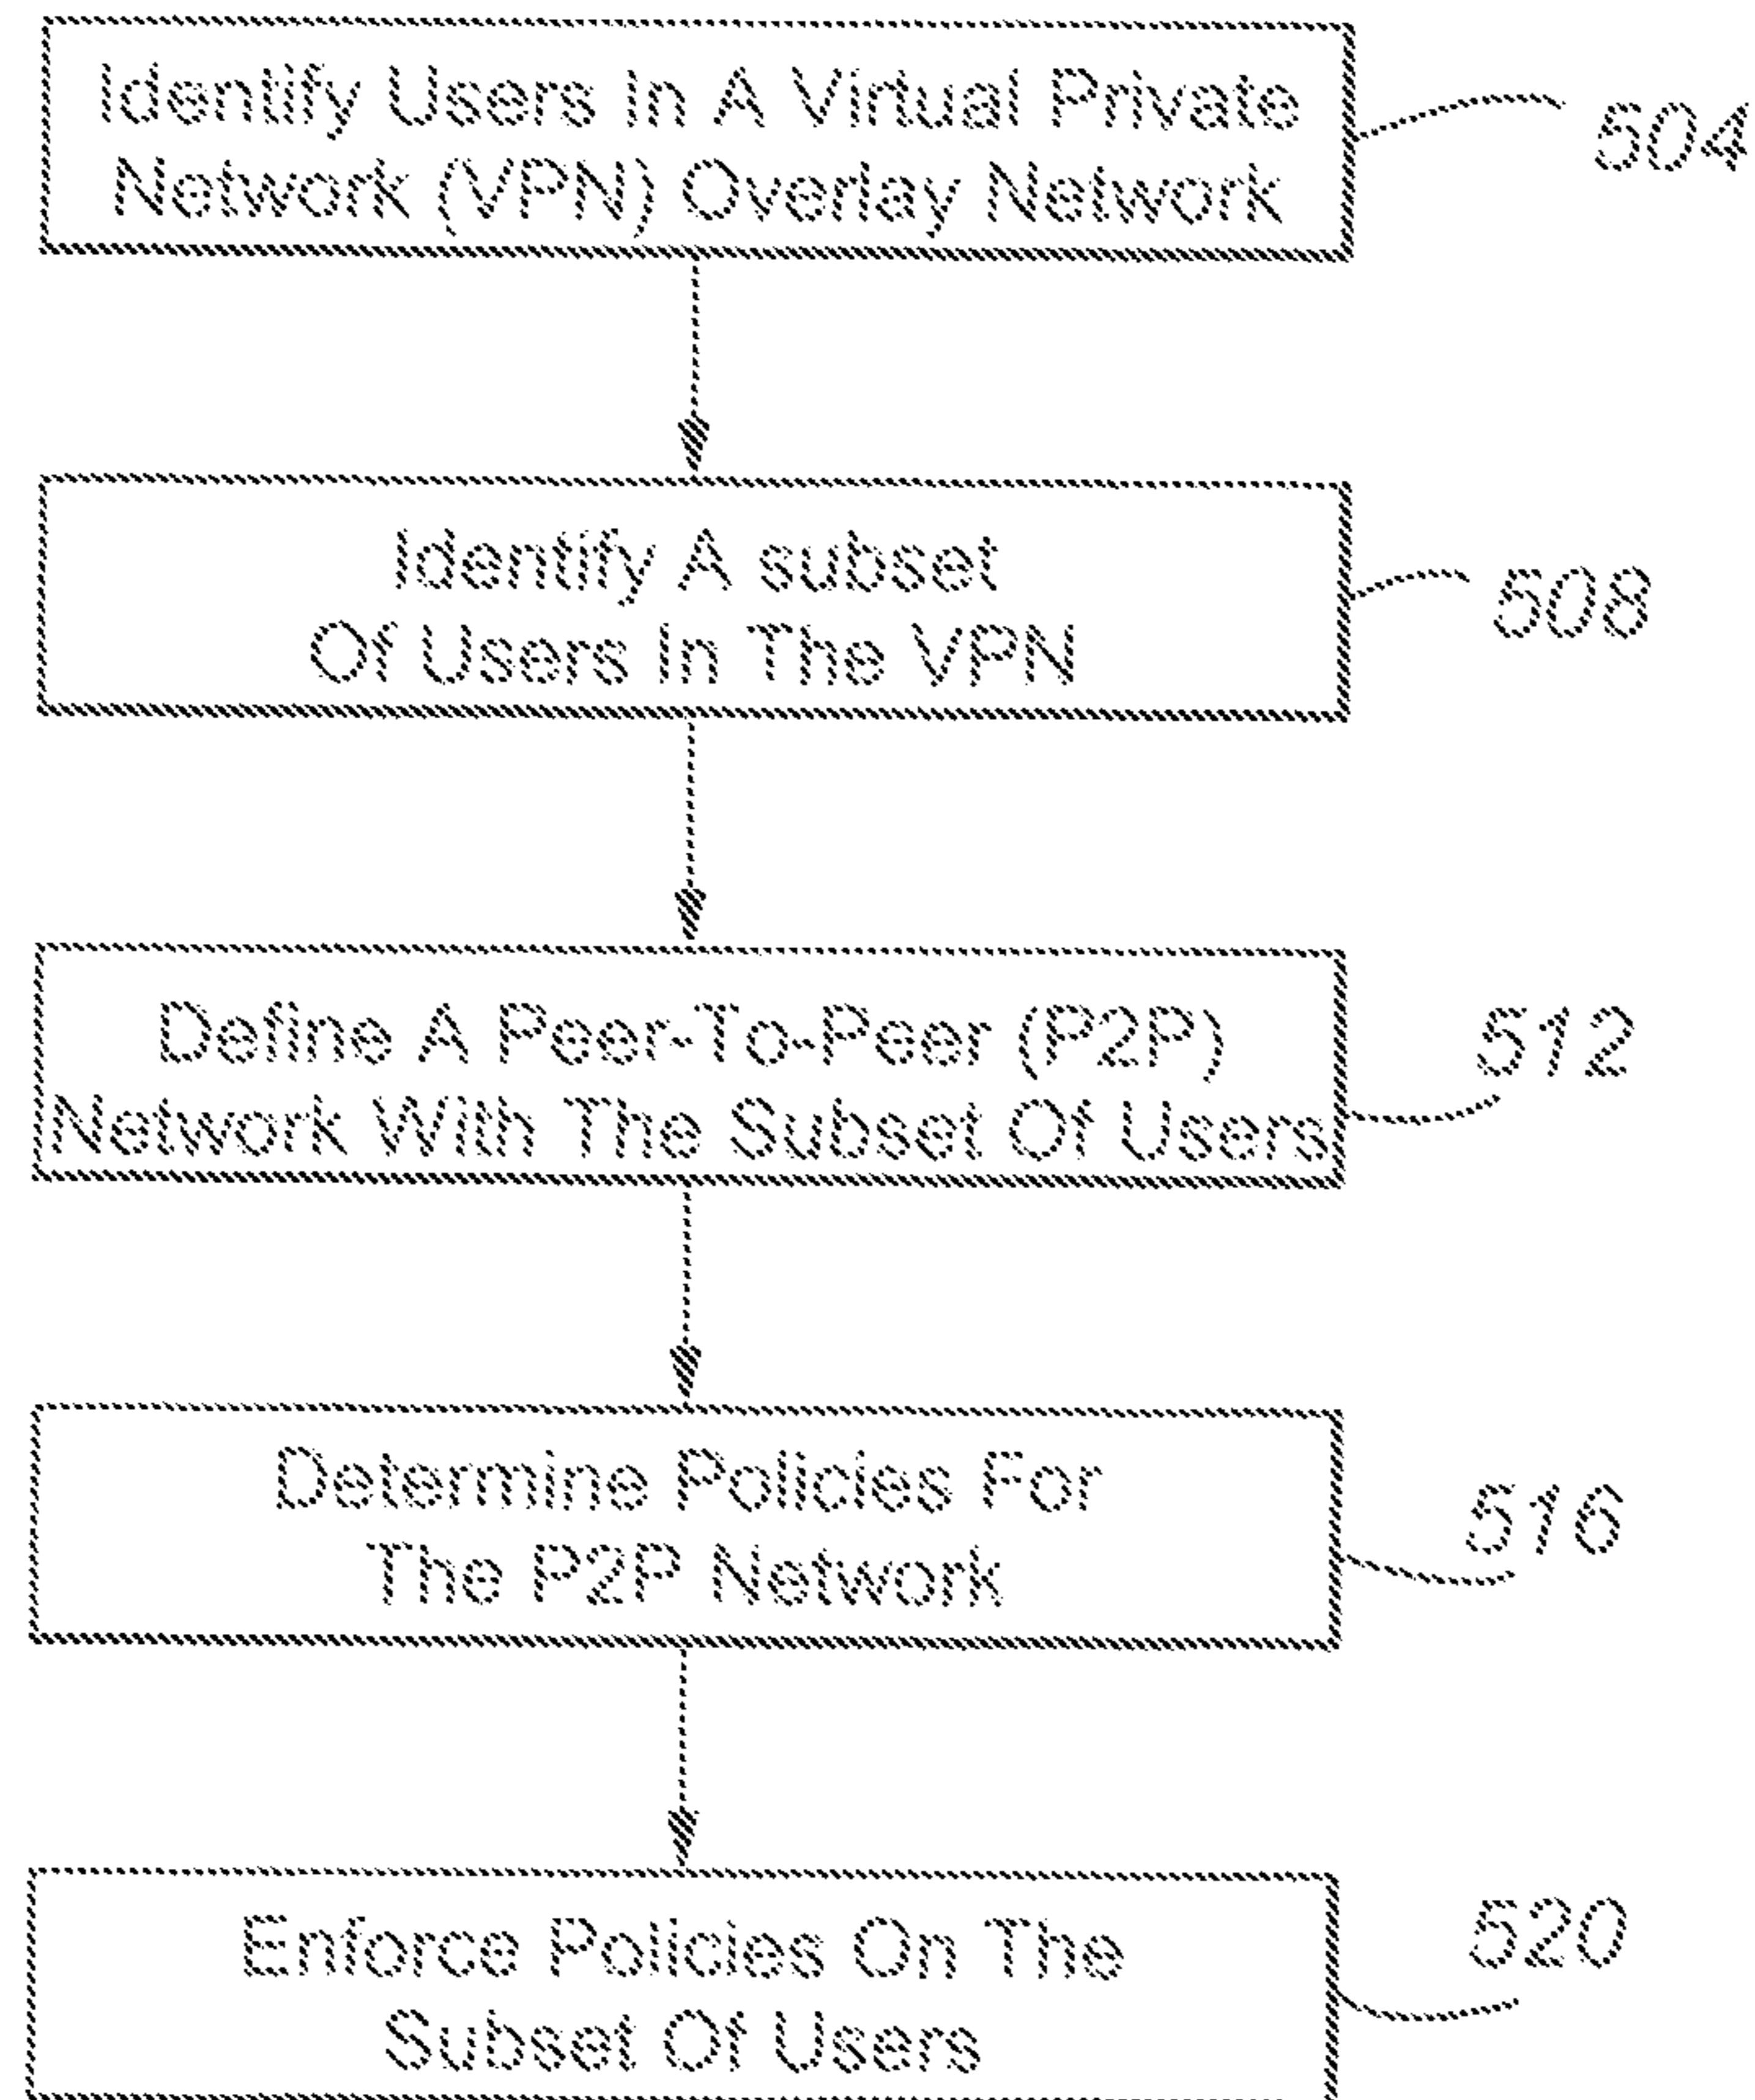 Identify Users In A Virtual Private
Network (VPN) Overlay Network
504
Identify A subset
Of Users In The VPN
508
Define A Peer-To-Peer (P2P)
Network With The Subset Of Users
512
Determine Policies For
The P2P Network
516
Enforce Policies On The
Subset Of Users
520